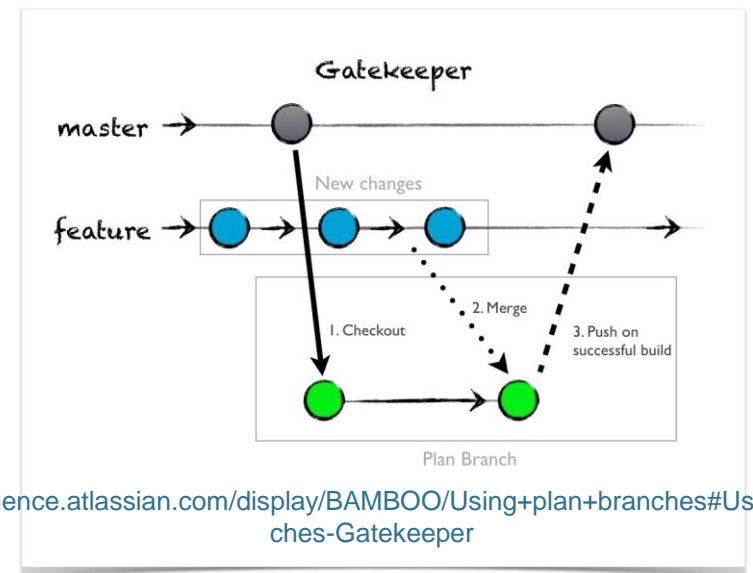 Gatekeeper
master
New changes
feature
2. Merge
1. Checkout
3. Push on
successful build
Plan Branch
ence.atlassian.com/display/BAMBOO/Using+plan+branches#Us
ches-Gatekeeper